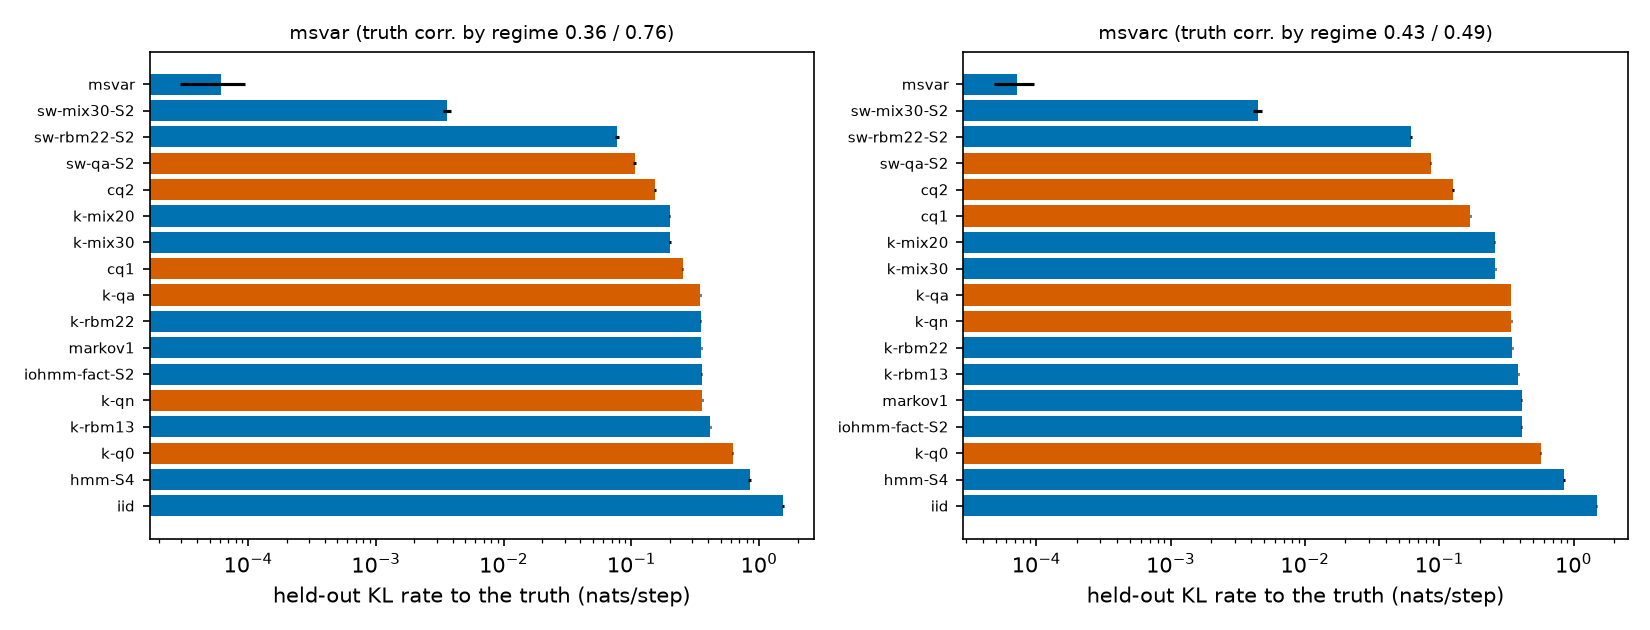 msvar (truth corr. by regime 0.36 / 0.76)
msvar
sw-mix30-S2
sw-rbm22-S2
sw-qa-S2
cq2
k-mix20
k-mix30
cq1
k-qa
k-rbm22
markov1
iohmm-fact-S2
k-qn
k-rbm13
k-q0
hmm-S4
iid
10⁻⁴ 10⁻³ 10⁻² 10⁻¹ 10⁰
held-out KL rate to the truth (nats/step)
msvarc (truth corr. by regime 0.43 / 0.49)
msvar
sw-mix30-S2
sw-rbm22-S2
sw-qa-S2
cq2
cq1
k-mix20
k-mix30
k-qa
k-qn
k-rbm22
k-rbm13
markov1
iohmm-fact-S2
k-q0
hmm-S4
iid
10⁻⁴ 10⁻³ 10⁻² 10⁻¹ 10⁰
held-out KL rate to the truth (nats/step)